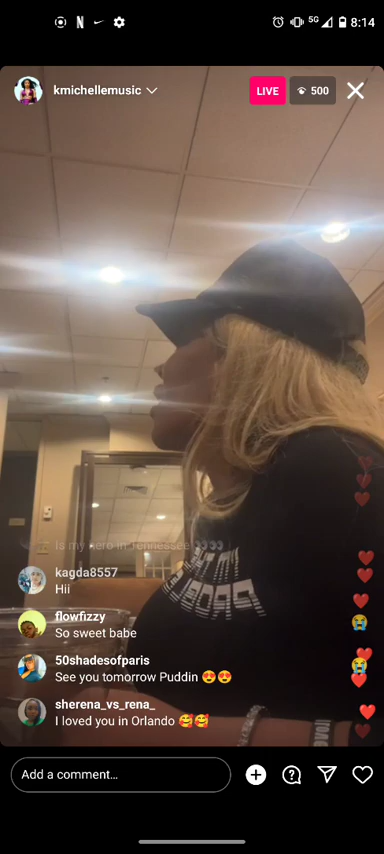 5G 8:14
kmichellemusic
LIVE
500
Is my hero in Tennessee
kagda8557
Hii
flowfizzy
So sweet babe
50shadesofparis
See you tomorrow Puddin 😍😍
sherena_vs_rena_
I loved you in Orlando 🥰🥰
Add a comment...